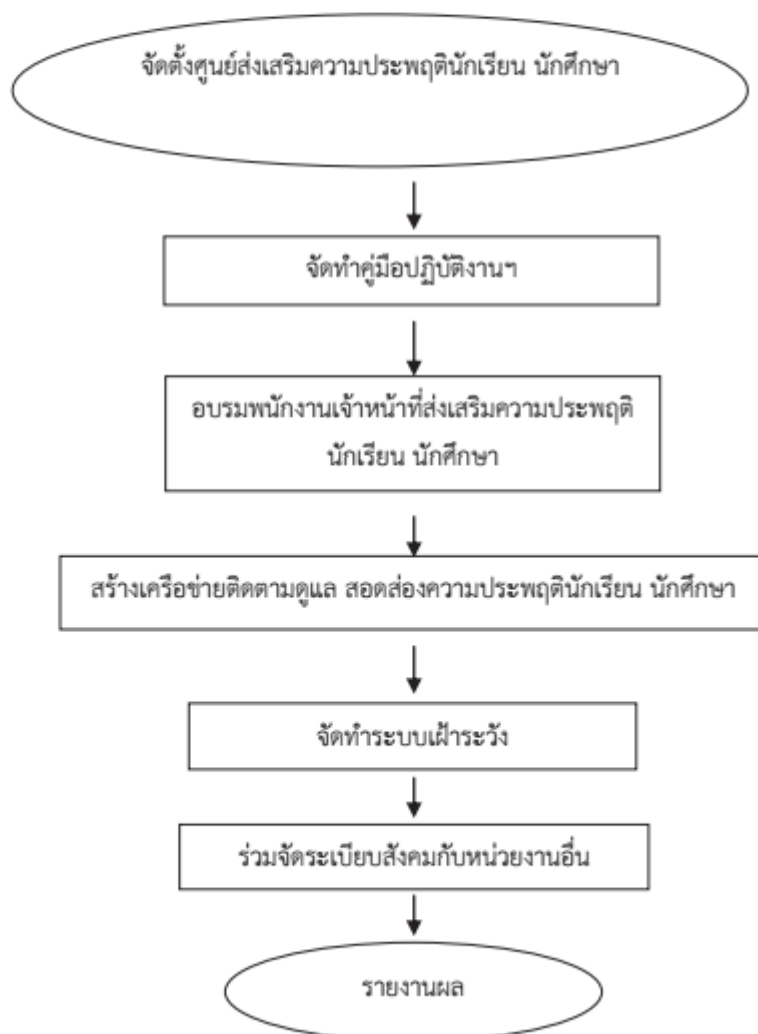 จัดตั้งศูนย์ส่งเสริมความประพฤตินักเรียน นักศึกษา
จัดทำคู่มือปฏิบัติงานฯ
อบรมพนักงานเจ้าหน้าที่ส่งเสริมความประพฤติ
นักเรียน นักศึกษา
สร้างเครือข่ายติดตามดูแล สอดส่องความประพฤตินักเรียน นักศึกษา
จัดทำระบบเฝ้าระวัง
ร่วมจัดระเบียบสังคมกับหน่วยงานอื่น
รายงานผล